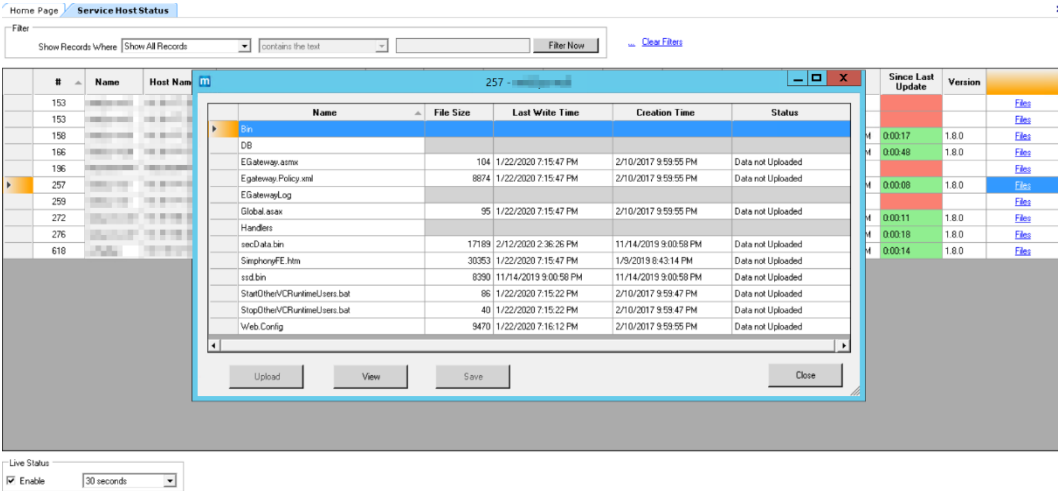 Home Page Service Host Status
Filter
Show Records Where Show All Records contains the text Filter Now ... Clear Filters
# Name Host Nam Since Last Update Version
m 257 -
Name File Size Last Write Time Creation Time Status
Bin
DB
EGateway.asmx 104 1/22/2020 7:15:47 PM 2/10/2017 9:59:55 PM Data not Uploaded
Egateway.Policy.xml 8874 1/22/2020 7:15:47 PM 2/10/2017 9:59:55 PM Data not Uploaded
EGatewayLog
Global.asax 95 1/22/2020 7:15:47 PM 2/10/2017 9:59:55 PM Data not Uploaded
Handlers
secData.bin 17189 2/12/2020 2:36:26 PM 11/14/2019 9:00:58 PM Data not Uploaded
SimphonyFE.htm 30353 1/22/2020 7:15:47 PM 1/9/2019 8:43:14 PM Data not Uploaded
ssd.bin 8390 11/14/2019 9:00:58 PM 11/14/2019 9:00:58 PM Data not Uploaded
StartOtherVCRuntimeUsers.bat 86 1/22/2020 7:15:22 PM 2/10/2017 9:59:47 PM Data not Uploaded
StopOtherVCRuntimeUsers.bat 40 1/22/2020 7:15:22 PM 2/10/2017 9:59:47 PM Data not Uploaded
Web.Config 9470 1/22/2020 7:16:12 PM 2/10/2017 9:59:55 PM Data not Uploaded
Upload View Save Close
153 Files
153 Files
158 M 0:00:17 1.8.0 Files
166 M 0:00:48 1.8.0 Files
196 Files
257 M 0:00:08 1.8.0 Files
259 Files
272 M 0:00:11 1.8.0 Files
276 M 0:00:18 1.8.0 Files
618 M 0:00:14 1.8.0 Files
Live Status
Enable 30 seconds